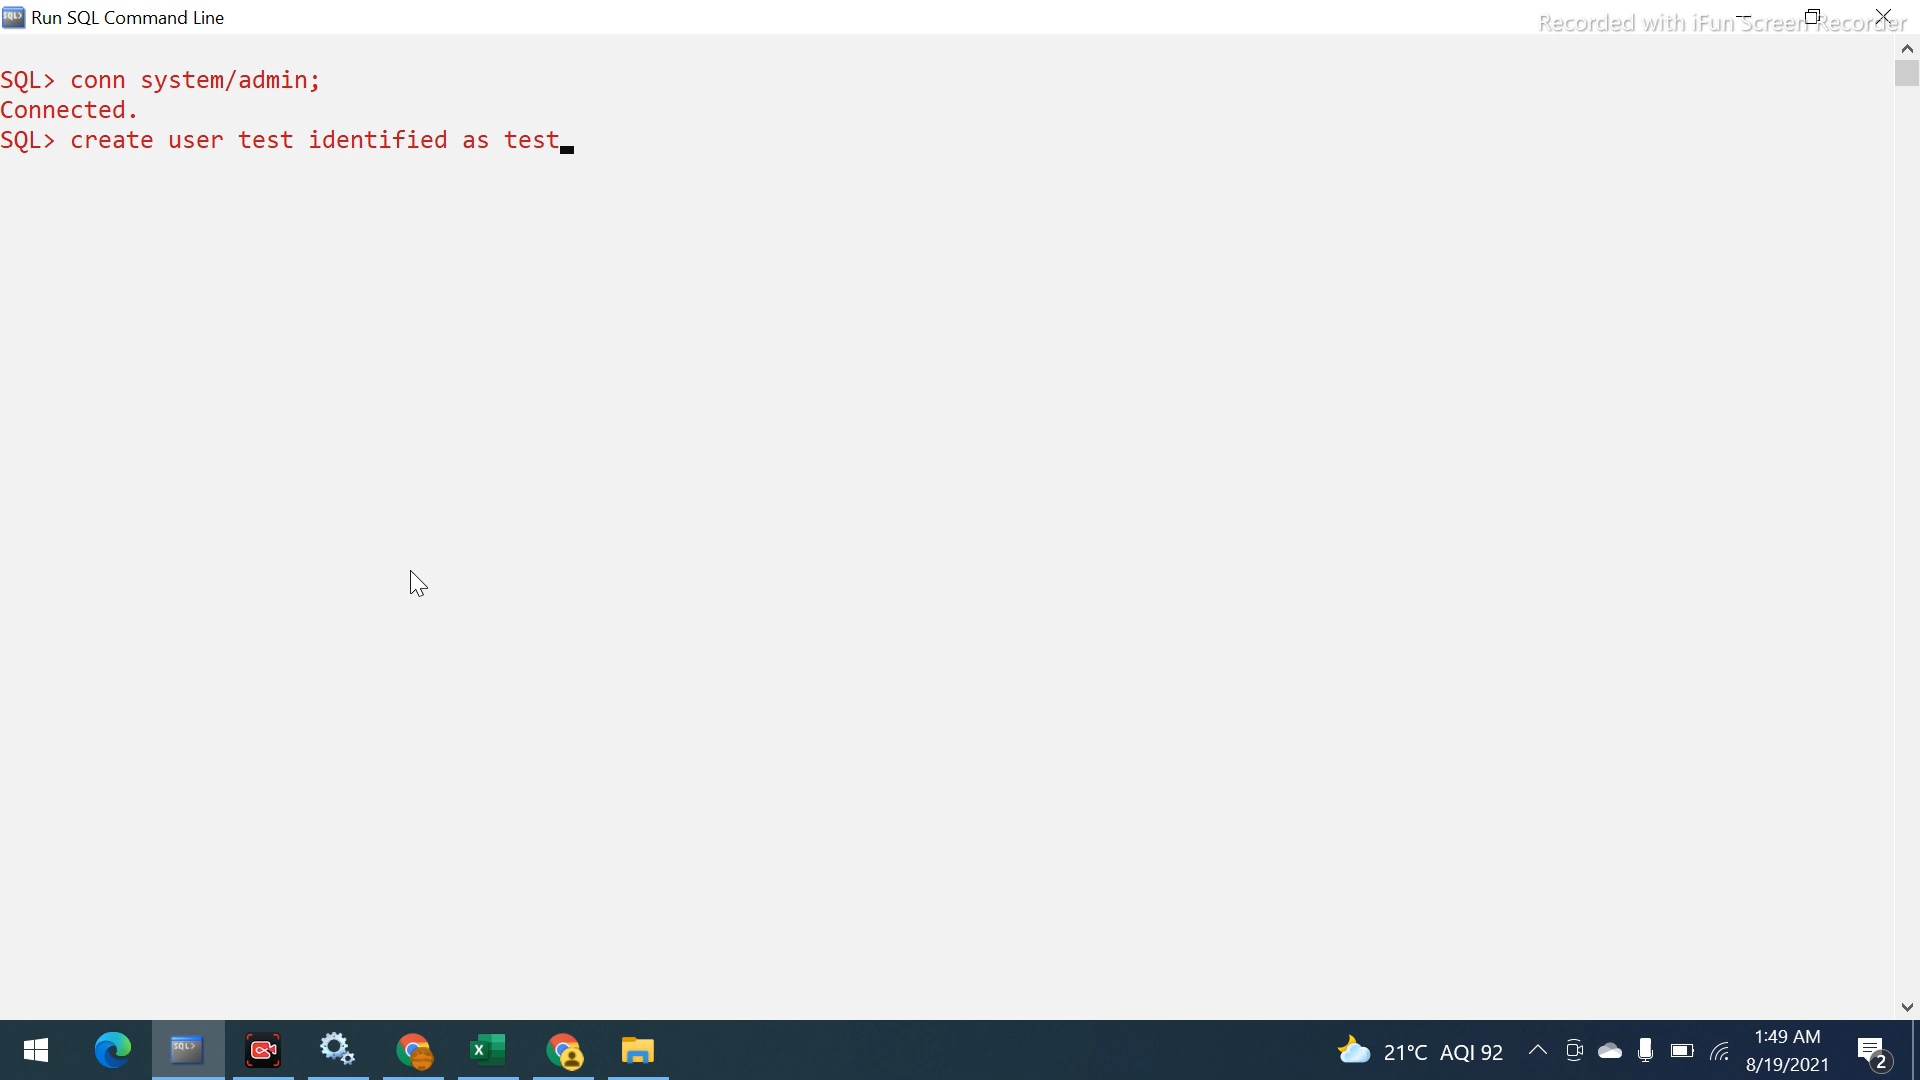 Run SQL Command Line
Recorded with iFun Screen Recorder
SQL> conn system/admin;
Connected.
SQL> create user test identified as test
21°C AQI 92
1:49 AM
8/19/2021
2